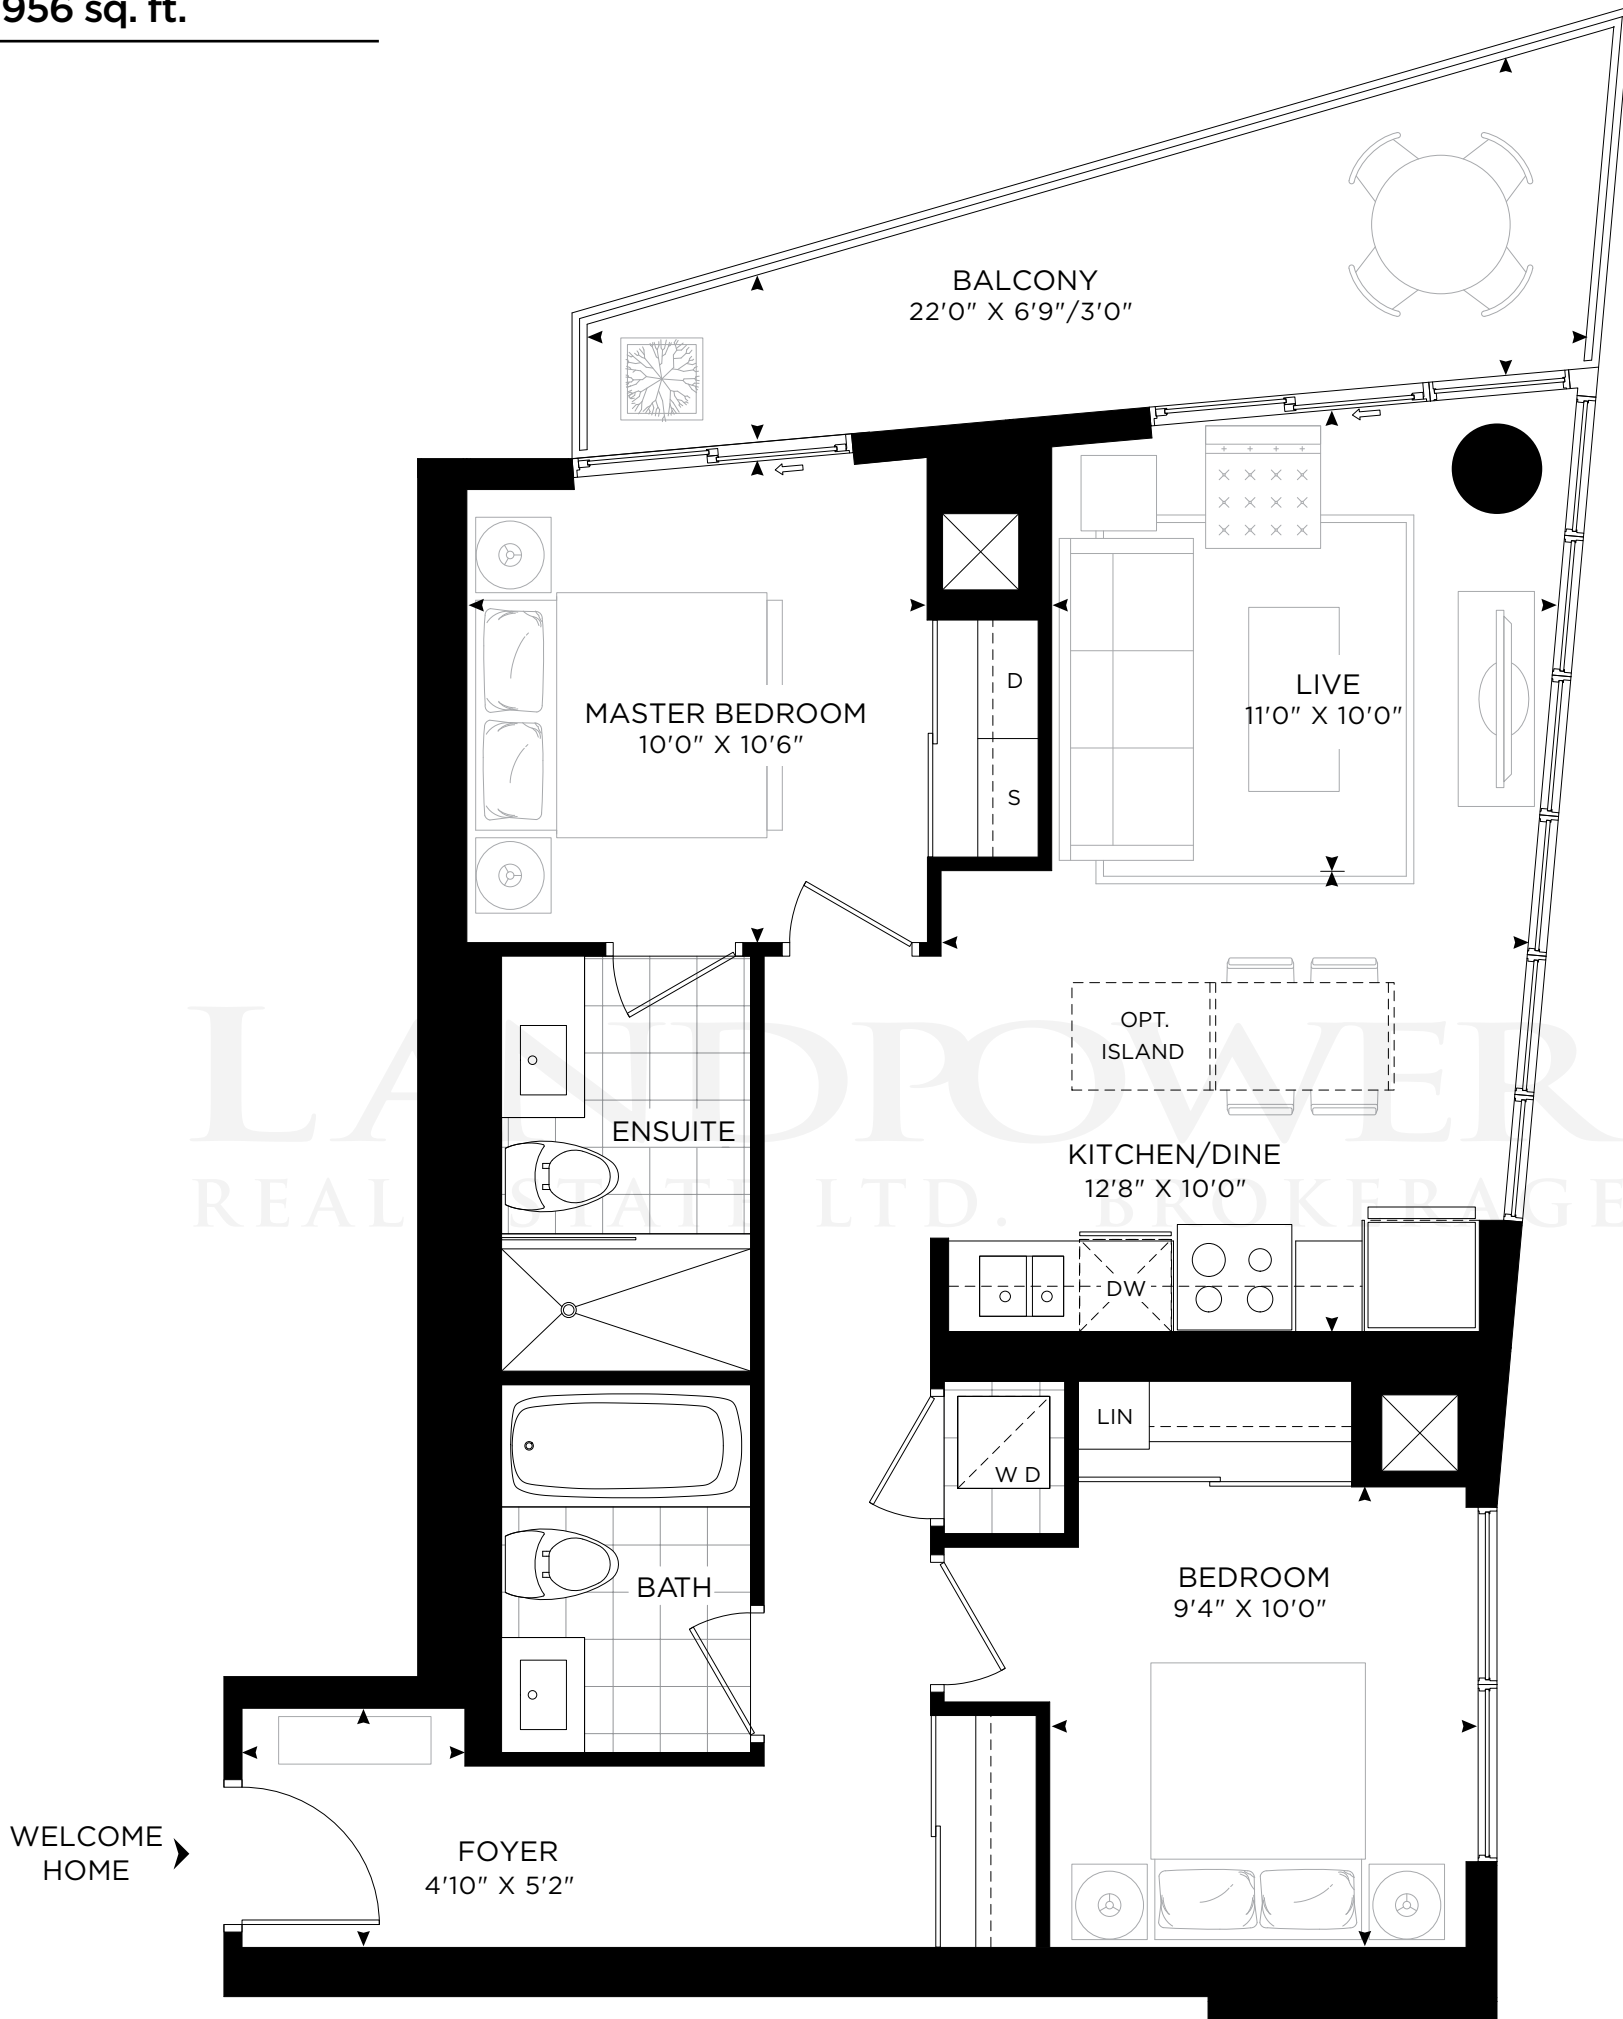 956 sq. ft.
BALCONY
22'0" X 6'9"/3'0"
MASTER BEDROOM
10'0" X 10'6"
D
S
LIVE
11'0" X 10'0"
OPT.
ISLAND
LANDPOWER
REAL ESTATE LTD. BROKERAGE
ENSUITE
KITCHEN/DINE
12'8" X 10'0"
DW
LIN
W D
BATH
BEDROOM
9'4" X 10'0"
WELCOME
HOME
FOYER
4'10" X 5'2"